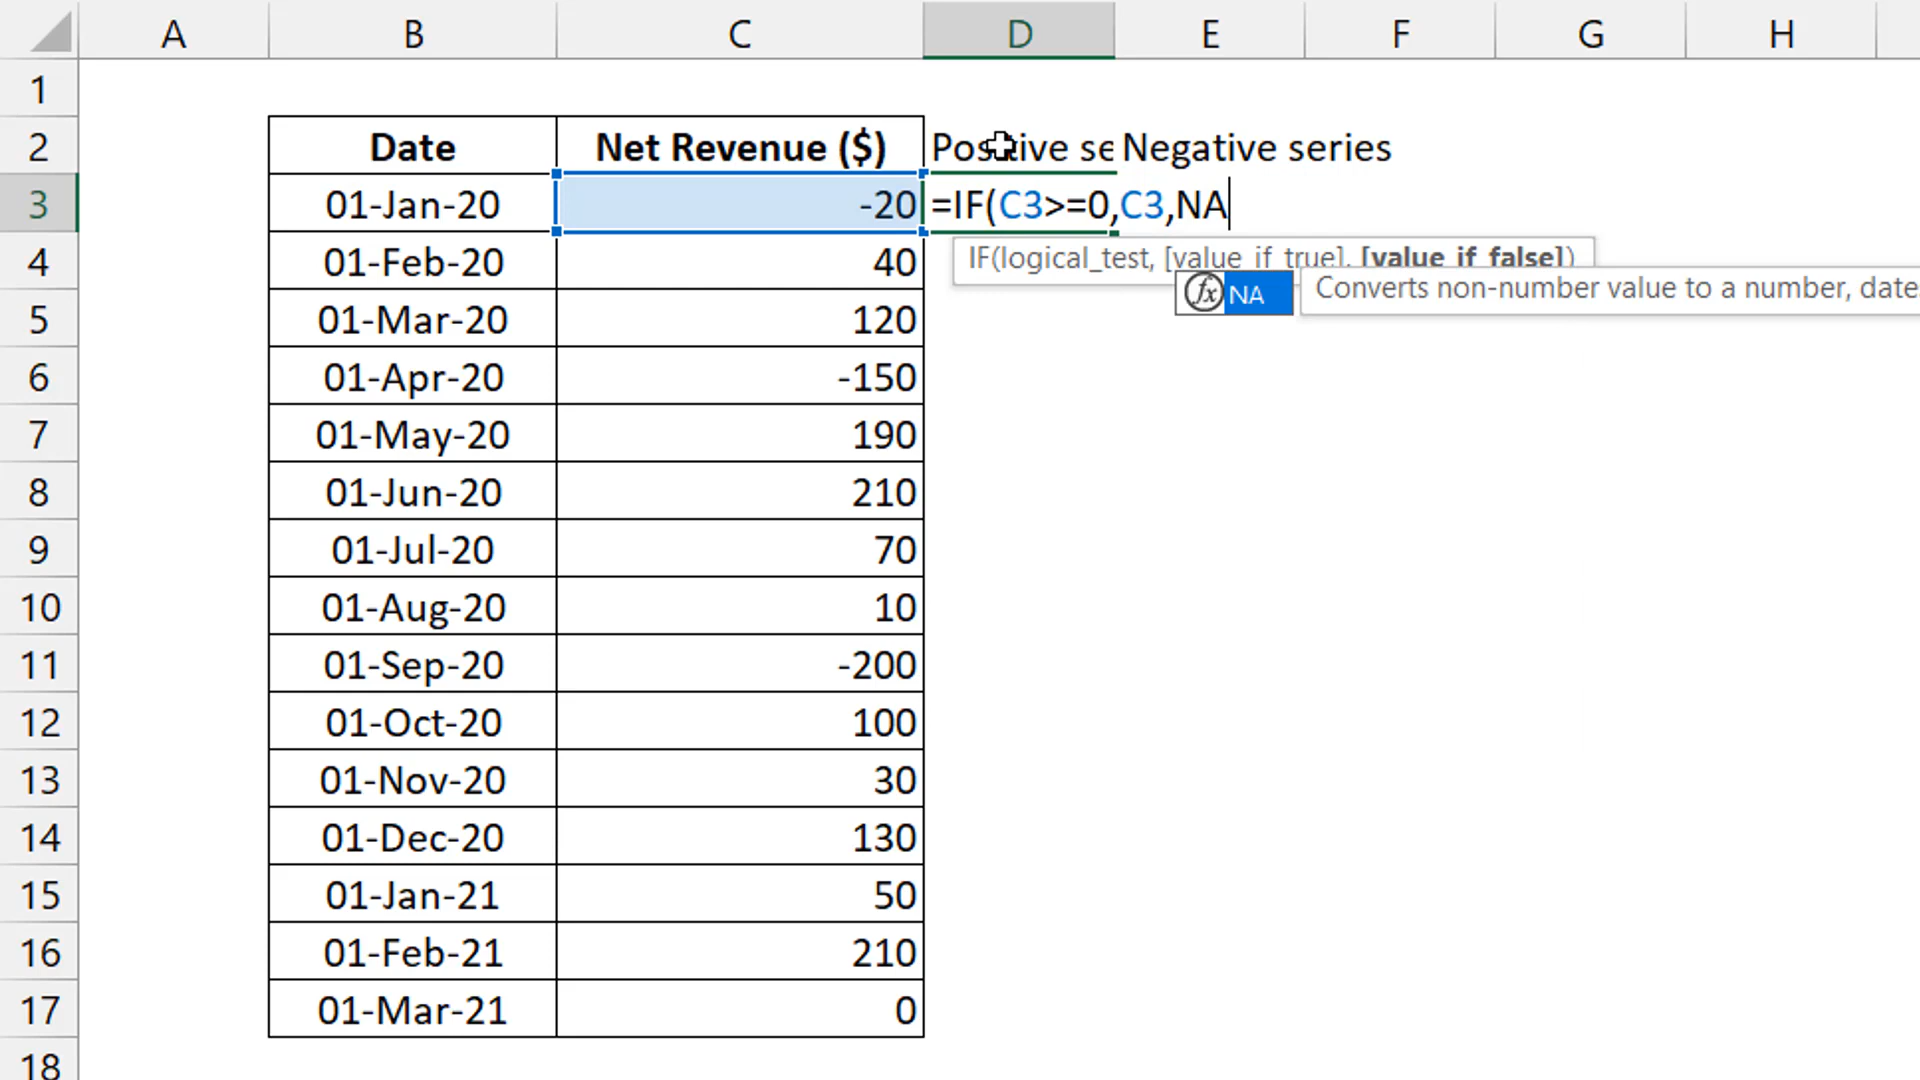 A B C D E F G H
1
2 Date Net Revenue ($) Positive se Negative series
3 01-Jan-20 -20 =IF(C3>=0,C3,NA
IF(logical_test, [value_if_true], [value_if_false])
4 01-Feb-20 40
fx NA Converts non-number value to a number, date
5 01-Mar-20 120
6 01-Apr-20 -150
7 01-May-20 190
8 01-Jun-20 210
9 01-Jul-20 70
10 01-Aug-20 10
11 01-Sep-20 -200
12 01-Oct-20 100
13 01-Nov-20 30
14 01-Dec-20 130
15 01-Jan-21 50
16 01-Feb-21 210
17 01-Mar-21 0
18